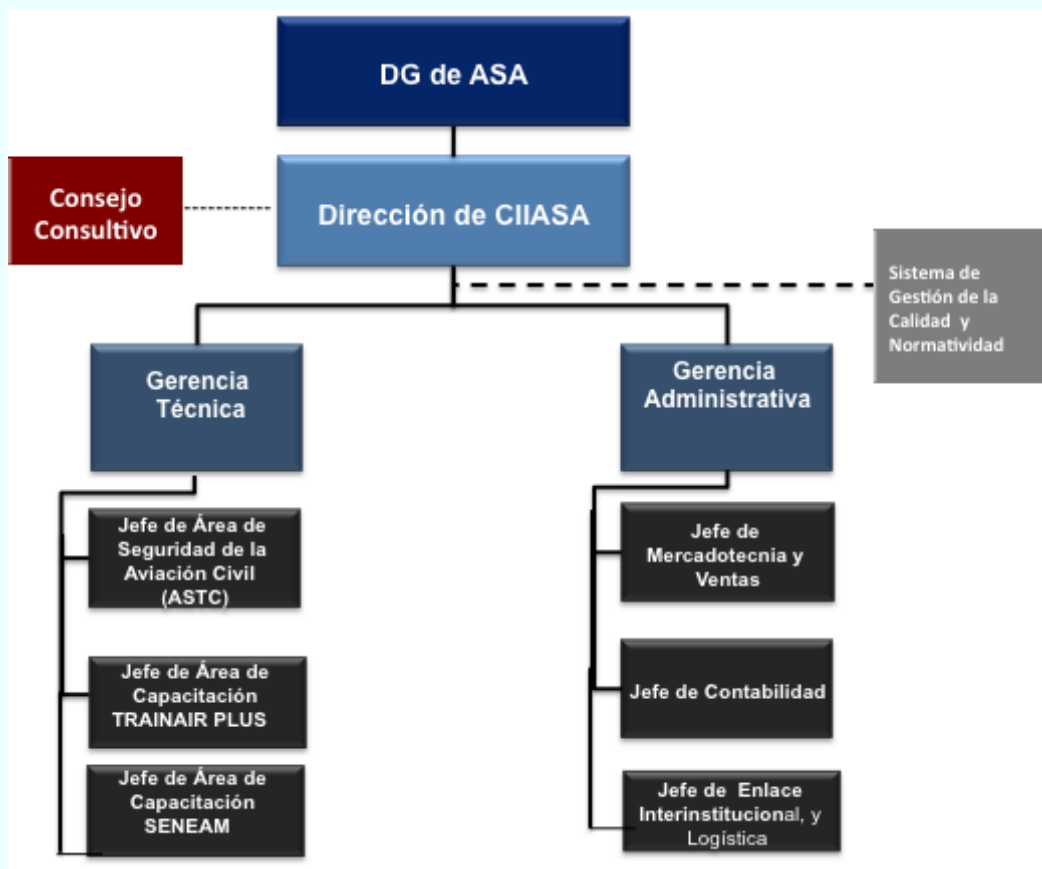 DG de ASA
Consejo
Consultivo
Dirección de CIIASA
Sistema de
Gestión de la
Calidad y
Normatividad
Gerencia
Técnica
Gerencia
Administrativa
Jefe de Área de
Seguridad de la
Aviación Civil
(ASTC)
Jefe de Área de
Capacitación
TRAINAIR PLUS
Jefe de Área de
Capacitación
SENEAM
Jefe de
Mercadotecnia y
Ventas
Jefe de Contabilidad
Jefe de Enlace
Interinstitucional, y
Logística